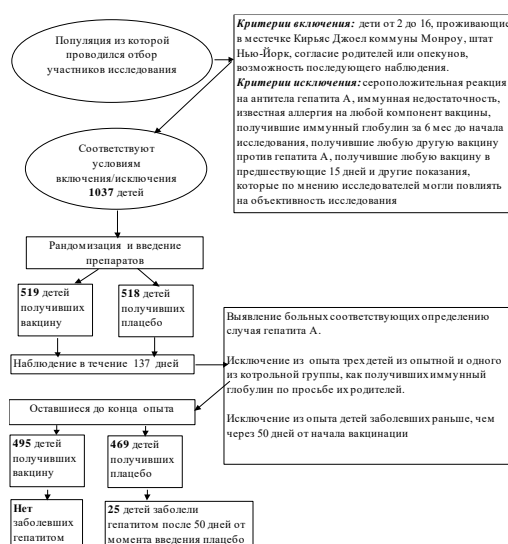 Популяция из которой
проводился отбор
участников исследования
Критерии включения: дети от 2 до 16, проживающие
в местечке Кирьяс Джоел коммуны Монроу, штат
Нью-Йорк, согласие родителей или опекунов,
возможность последующего наблюдения.
Критерии исключения: сероположительная реакция
на антитела гепатита А, иммунная недостаточность,
известная аллергия на любой компонент вакцины,
получившие иммунный глобулин за 6 мес до начала
исследования, получившие любую другую вакцину
против гепатита А, получившие любую вакцину в
предшествующие 15 дней и другие показания,
которые по мнению исследователей могли повлиять
на объективность исследования
Соответствуют
условиям
включения/исключения
1037 детей
Рандомизация и введение
препаратов
519 детей
получивших
вакцину
518 детей
получивших
плацебо
Наблюдение в течение 137 дней
Выявление больных соответствующих определению
случая гепатита А.
Исключение из опыта трех детей из опытной и одного
из котрольной группы, как получивших иммунный
глобулин по просьбе их родителей.
Исключение из опыта детей заболевших раньше, чем
через 50 дней от начала вакцинации
Оставшиеся до конца опыта
495 детей
получивших
вакцину
469 детей
получивших
плацебо
Нет
заболевших
гепатитом
25 детей заболели
гепатитом после 50 дней от
момента введения плацебо